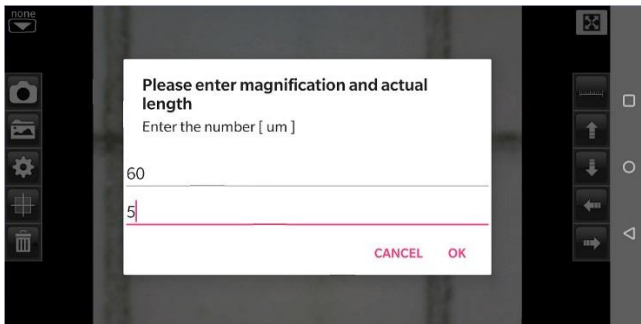 none
Please enter magnification and actual
length
Enter the number [ um ]
60
5
CANCEL OK